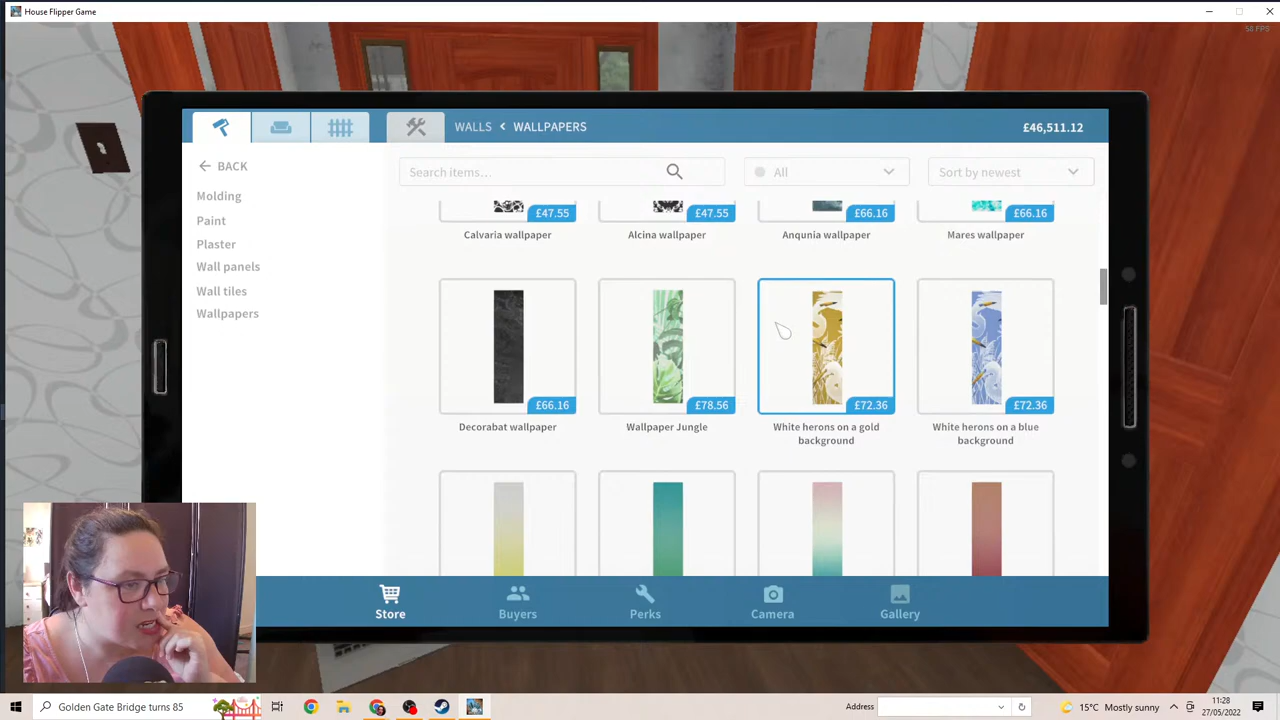 House Flipper Game
58 FPS
WALLS < WALLPAPERS
£46,511.12
BACK
Search items...
All
Sort by newest
Molding
Paint
Plaster
Wall panels
Wall tiles
Wallpapers
£47.55
£47.55
£66.16
£66.16
Calvaria wallpaper
Alcina wallpaper
Anqunia wallpaper
Mares wallpaper
£66.16
£78.56
£72.36
£72.36
Decorabat wallpaper
Wallpaper Jungle
White herons on a gold
background
White herons on a blue
background
Store
Buyers
Perks
Camera
Gallery
Golden Gate Bridge turns 85
Address
15°C Mostly sunny
11:28
27/05/2022